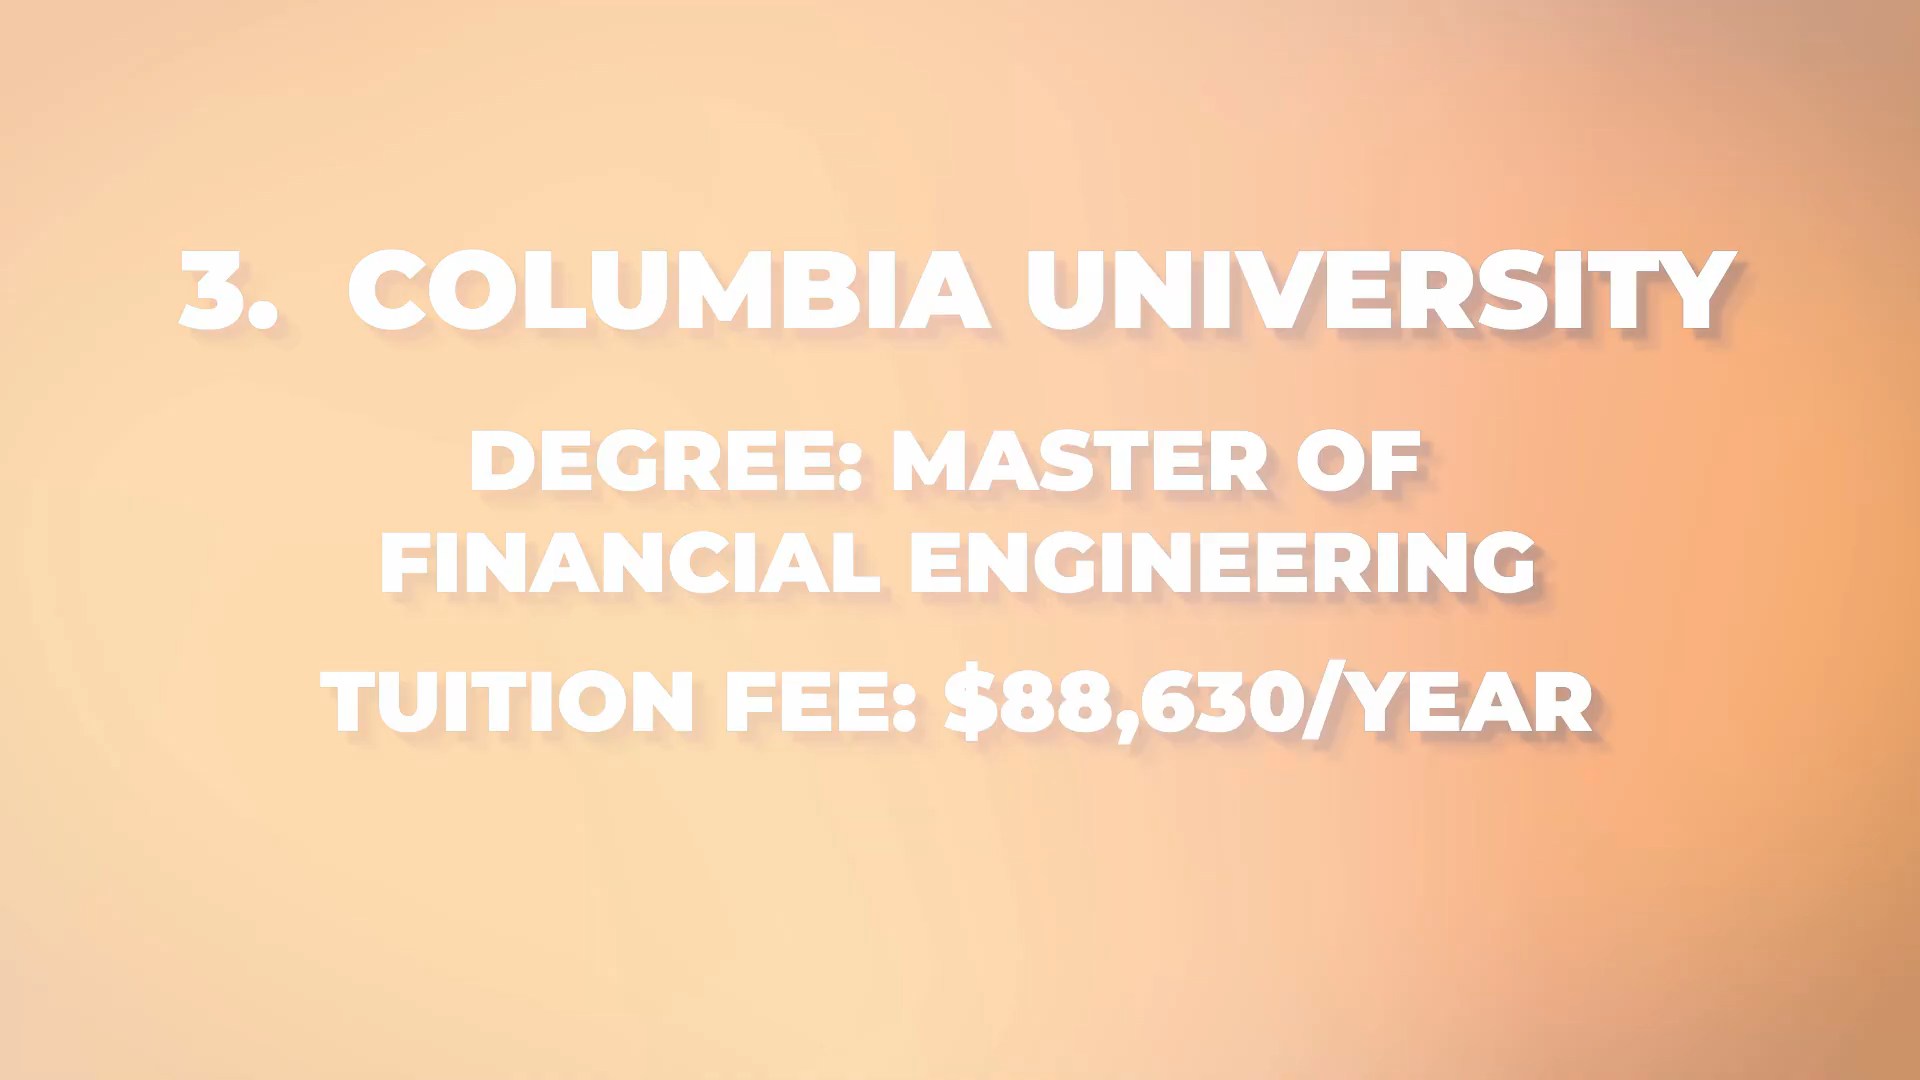 3. COLUMBIA UNIVERSITY
DEGREE: MASTER OF
FINANCIAL ENGINEERING
TUITION FEE: $88,630/YEAR